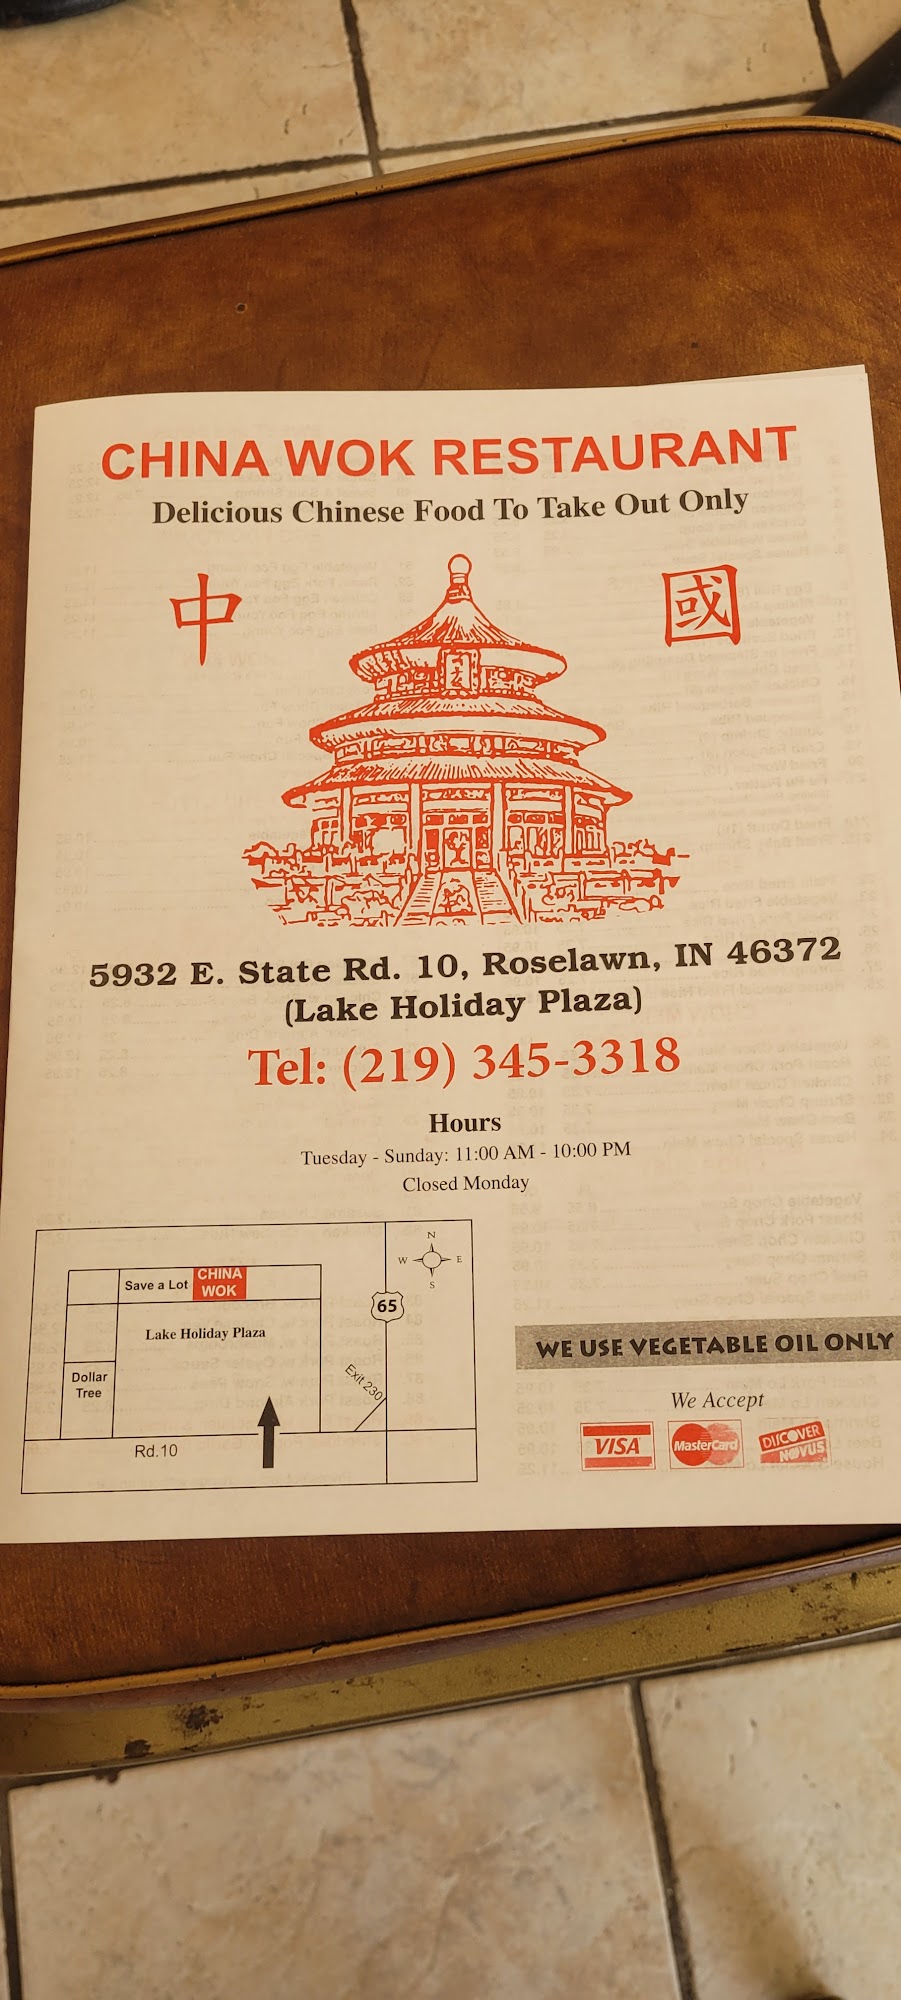 CHINA WOK RESTAURANT
Delicious Chinese Food To Take Out Only
中 國
5932 E. State Rd. 10, Roselawn, IN 46372
(Lake Holiday Plaza)
Tel: (219) 345-3318
Hours
Tuesday - Sunday: 11:00 AM - 10:00 PM
Closed Monday
N
W E
S
Save a Lot CHINA WOK
65
Lake Holiday Plaza
Dollar
Tree
Exit 230
Rd.10
WE USE VEGETABLE OIL ONLY
We Accept
VISA MasterCard DISCOVER NOVUS